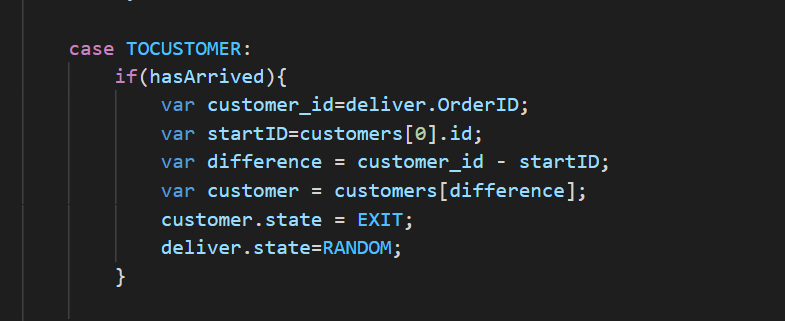 case TOCUSTOMER:
if(hasArrived){
var customer_id=deliver.OrderID;
var startID=customers[0].id;
var difference = customer_id - startID;
var customer = customers[difference];
customer.state = EXIT;
deliver.state=RANDOM;
}